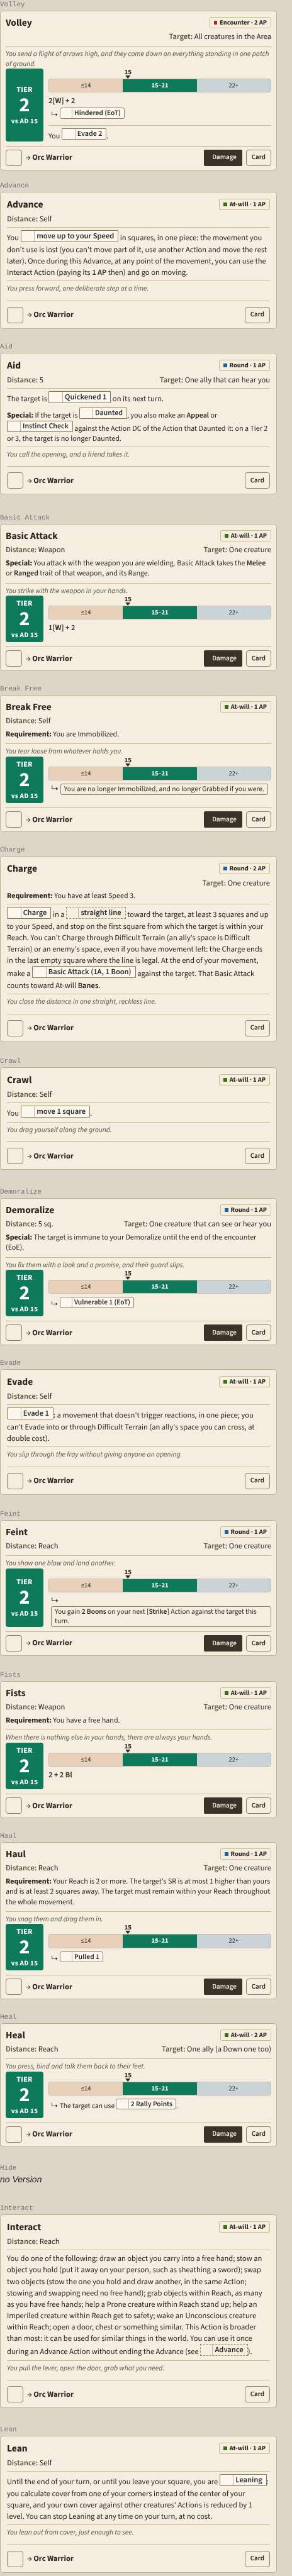 Volley
Volley
Encounter · 2 AP
Target: All creatures in the Area
You send a flight of arrows high, and they come down on everything standing in one patch
of ground.
15
TIER
2
vs AD 15
≤14
15–21
22+
2[W] + 2
↳ Hindered (EoT)
You Evade 2.
→ Orc Warrior
Damage
Card
Advance
Advance
At-will · 1 AP
Distance: Self
You move up to your Speed in squares, in one piece: the movement you
don't use is lost (you can't move part of it, use another Action and move the rest
later). Once during this Advance, at any point of the movement, you can use the
Interact Action (paying its 1 AP then) and go on moving.
You press forward, one deliberate step at a time.
→ Orc Warrior
Card
Aid
Aid
Round · 1 AP
Distance: 5
Target: One ally that can hear you
The target is Quickened 1 on its next turn.
Special: If the target is Daunted, you also make an Appeal or
Instinct Check against the Action DC of the Action that Daunted it: on a Tier 2
or 3, the target is no longer Daunted.
You call the opening, and a friend takes it.
→ Orc Warrior
Card
Basic Attack
Basic Attack
At-will · 1 AP
Distance: Weapon
Target: One creature
Special: You attack with the weapon you are welding. Basic Attack takes the Melee
or Ranged trait of that weapon, and its Range.
You strike with the weapon in your hands.
15
TIER
2
vs AD 15
≤14
15–21
22+
1[W] + 2
→ Orc Warrior
Damage
Card
Break Free
Break Free
At-will · 1 AP
Distance: Self
Requirement: You are Immobilized.
You tear loose from whatever holds you.
15
TIER
2
vs AD 15
≤14
15–21
22+
↳ You are no longer Immobilized, and no longer Grabbed if you were.
→ Orc Warrior
Damage
Card
Charge
Charge
Round · 2 AP
Target: One creature
Requirement: You have at least Speed 3.
Charge in a straight line toward the target, at least 3 squares and up
to your Speed, and stop on the first square from which the target is within your
Reach. You can't Charge through Difficult Terrain (an ally's space is Difficult
Terrain) or an enemy's space, even if you have movement left: the Charge ends
in the last empty square where the line is legal. At the end of your movement,
make a Basic Attack (1A, 1 Boon) against the target. That Basic Attack
counts toward At-will Banes.
You close the distance in one straight, reckless line.
→ Orc Warrior
Card
Crawl
Crawl
At-will · 1 AP
Distance: Self
You move 1 square.
You drag yourself along the ground.
→ Orc Warrior
Card
Demoralize
Demoralize
Round · 1 AP
Distance: 5 sq.
Target: One creature that can see or hear you
Special: The target is immune to your Demoralize until the end of the encounter
(EoE).
You fix them with a look and a promise, and their guard slips.
15
TIER
2
vs AD 15
≤14
15–21
22+
↳ Vulnerable 1 (EoT)
→ Orc Warrior
Damage
Card
Evade
Evade
At-will · 1 AP
Distance: Self
Evade 1: a movement that doesn't trigger reactions, in one piece; you
can't Evade into or through Difficult Terrain (an ally's space you can cross, at
double cost).
You slip through the fray without giving anyone an opening.
→ Orc Warrior
Card
Feint
Feint
Round · 1 AP
Distance: Reach
Target: One creature
You show one blow and land another.
15
TIER
2
vs AD 15
≤14
15–21
22+
↳
You gain 2 Boons on your next [Strike] Action against the target this
turn.
→ Orc Warrior
Damage
Card
Fists
Fists
At-will · 1 AP
Distance: Weapon
Target: One creature
Requirement: You have a free hand.
When there is nothing else in your hands, there are always your hands.
15
TIER
2
vs AD 15
≤14
15–21
22+
2 + 2 Bl
→ Orc Warrior
Damage
Card
Haul
Haul
Round · 1 AP
Distance: Reach
Target: One creature
Requirement: Your Reach is 2 or more. The target's SR is at most 1 higher than yours
and is at least 2 squares away. The target must remain within your Reach throughout
the whole movement.
You snag them and drag them in.
15
TIER
2
vs AD 15
≤14
15–21
22+
↳ Pulled 1
→ Orc Warrior
Damage
Card
Heal
Heal
At-will · 2 AP
Distance: Reach
Target: One ally (a Down one too)
You press, bind and talk them back to their feet.
15
TIER
2
vs AD 15
≤14
15–21
22+
↳ The target can use 2 Rally Points.
→ Orc Warrior
Damage
Card
Hide
no Version
Interact
Interact
At-will · 1 AP
Distance: Reach
You do one of the following: draw an object you carry into a free hand; stow an
object you hold (put it away on your person, such as sheathing a sword); swap
two objects (stow the one you hold and draw another, in the same Action;
stowing and swapping need no free hand); grab objects within Reach, as many
as you have free hands; help a Prone creature within Reach stand up; help an
Imperiled creature within Reach get to safety; wake an Unconscious creature
within Reach; open a door, chest or something similar. This Action is broader
than most: it can be used for similar things in the world. You can use it once
during an Advance Action without ending the Advance (see Advance).
You pull the lever, open the door, grab what you need.
→ Orc Warrior
Card
Lean
Lean
At-will · 1 AP
Distance: Self
Until the end of your turn, or until you leave your square, you are Leaning:
you calculate cover from one of your corners instead of the center of your
square, and your own cover against other creatures' Actions is reduced by 1
level. You can stop Leaning at any time on your turn, at no cost.
You lean out from cover, just enough to see.
→ Orc Warrior
Card